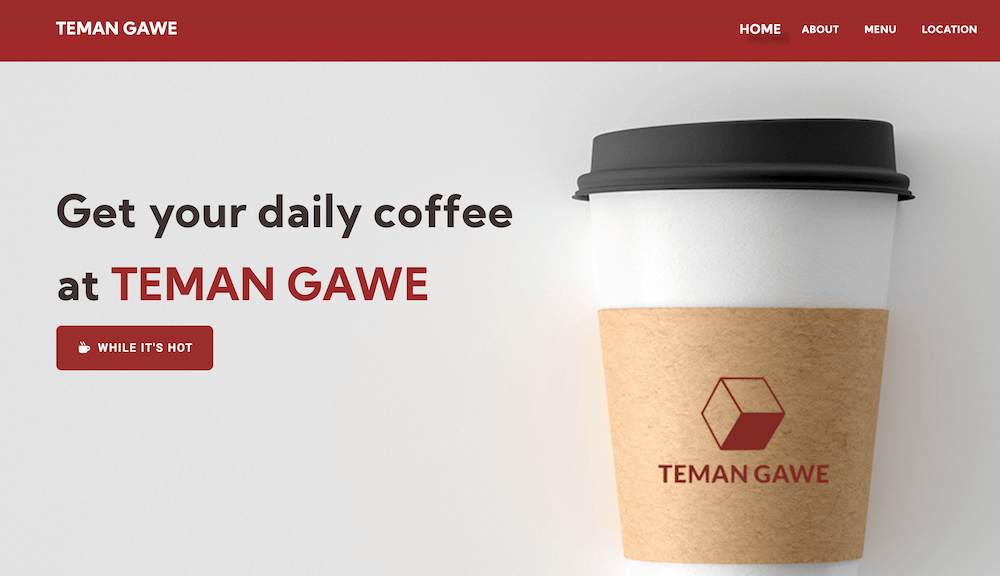 TEMAN GAWE
HOME ABOUT MENU LOCATION
Get your daily coffee
at TEMAN GAWE
WHILE IT'S HOT
TEMAN GAWE